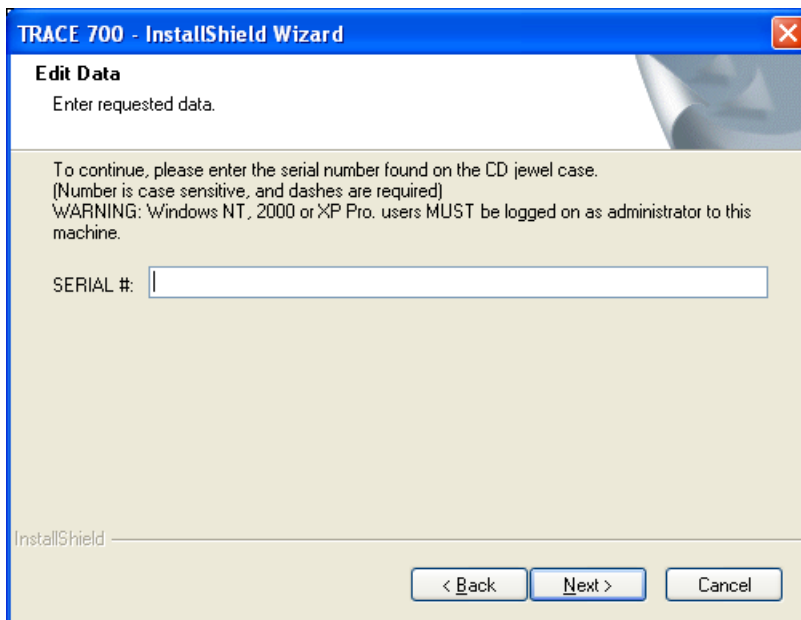 TRACE 700 - InstallShield Wizard
Edit Data
Enter requested data.
To continue, please enter the serial number found on the CD jewel case.
(Number is case sensitive, and dashes are required)
WARNING: Windows NT, 2000 or XP Pro. users MUST be logged on as administrator to this
machine.
SERIAL #:
InstallShield
< Back Next > Cancel